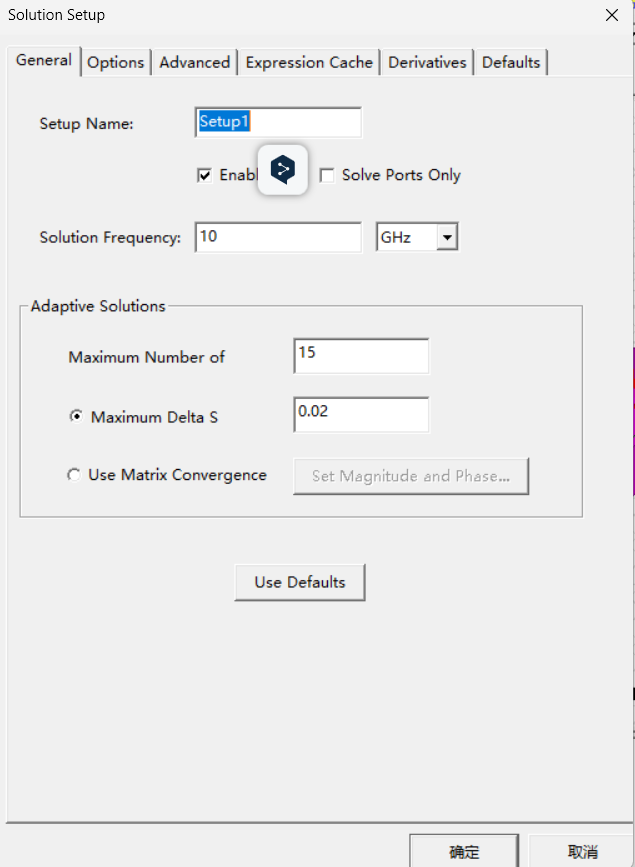 Solution Setup
General Options Advanced Expression Cache Derivatives Defaults
Setup Name: Setup1
Solve Ports Only
Solution Frequency: 10 GHz
Adaptive Solutions
Maximum Number of 15
Maximum Delta S 0.02
Use Matrix Convergence Set Magnitude and Phase...
Use Defaults
确定 取消